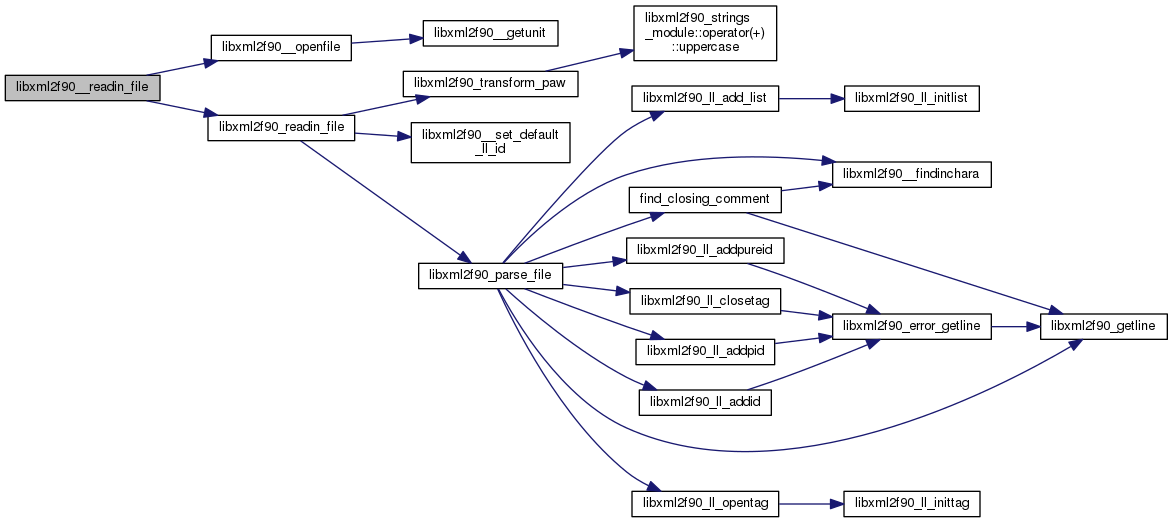 libxml2f90__readin_file
libxml2f90__openfile
libxml2f90__getunit
libxml2f90_readin_file
libxml2f90_transform_paw
libxml2f90_strings
_module::operator(+)
::uppercase
libxml2f90__set_default
_ll_id
libxml2f90_parse_file
libxml2f90_ll_add_list
libxml2f90_ll_initlist
libxml2f90__findinchara
find_closing_comment
libxml2f90_ll_addpureid
libxml2f90_ll_closetag
libxml2f90_ll_addpid
libxml2f90_ll_addid
libxml2f90_error_getline
libxml2f90_getline
libxml2f90_ll_opentag
libxml2f90_ll_inittag